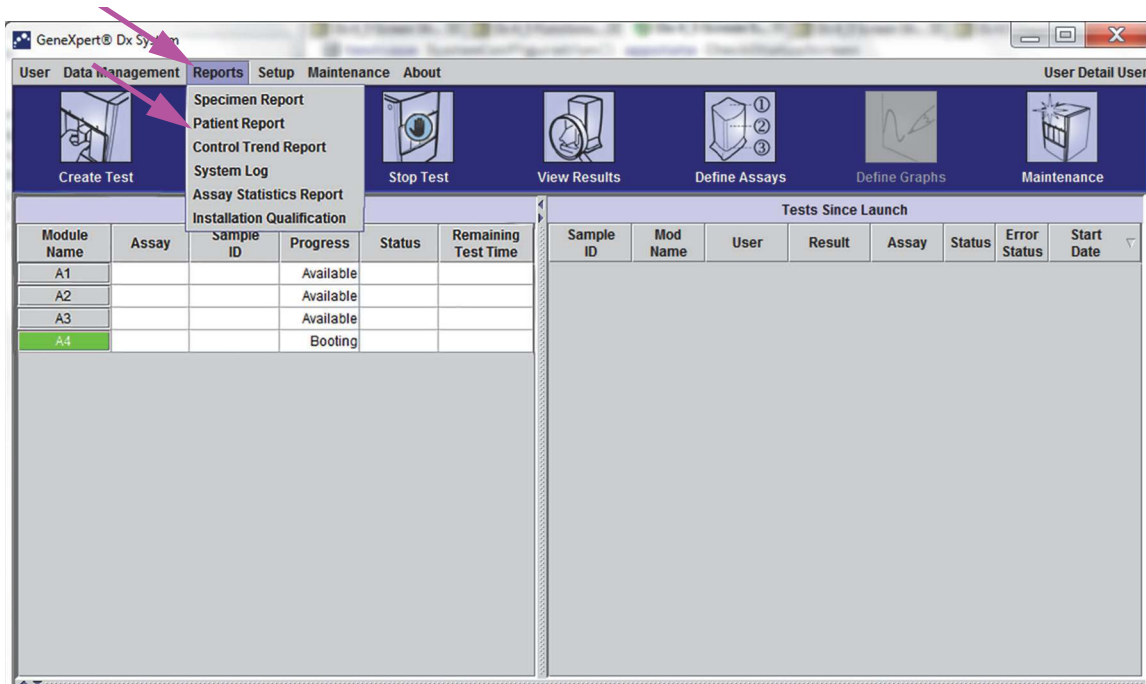 GeneXpert® Dx System
User Data Management Reports Setup Maintenance About User Detail User
Specimen Report
Patient Report
Control Trend Report
System Log
Assay Statistics Report
Installation Qualification
Create Test Stop Test View Results Define Assays Define Graphs Maintenance
① ② ③
Tests Since Launch
Module Name Assay Sample ID Progress Status Remaining Test Time
Sample ID Mod Name User Result Assay Status Error Status Start Date
A1 Available
A2 Available
A3 Available
A4 Booting